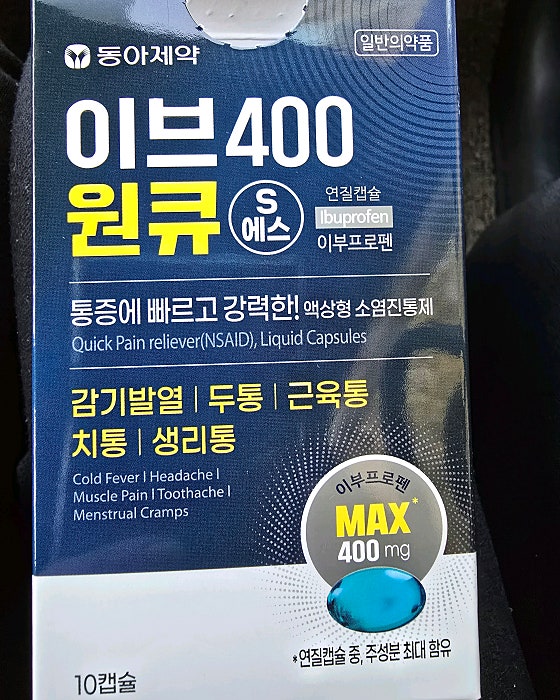 동아제약
일반의약품
이브400
원큐
S
에스
연질캡슐
Ibuprofen
이부프로펜
통증에 빠르고 강력한! 액상형 소염진통제
Quick Pain reliever(NSAID), Liquid Capsules
감기발열 | 두통 | 근육통
치통 | 생리통
Cold Fever | Headache |
Muscle Pain | Toothache |
Menstrual Cramps
이부프로펜
MAX*
400 mg
*연질캡슐 중, 주성분 최대 함유
10캡슐